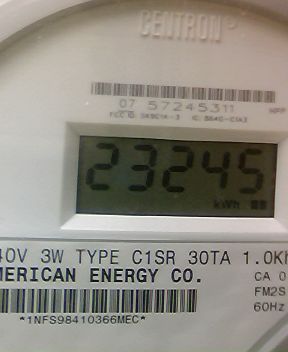 CENTRON®
07 57245311
23245
kWh
40V 3W TYPE C1SR 30TA 1.0Kh
MERICAN ENERGY CO.
CA 0
FM2S
60Hz
*1NFS98410366MEC*